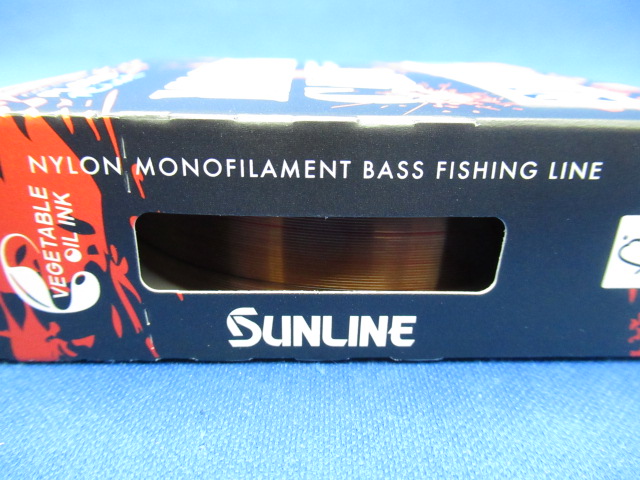 NYLON MONOFILAMENT BASS FISHING LINE
VEGETABLE
OIL INK
SUNLINE